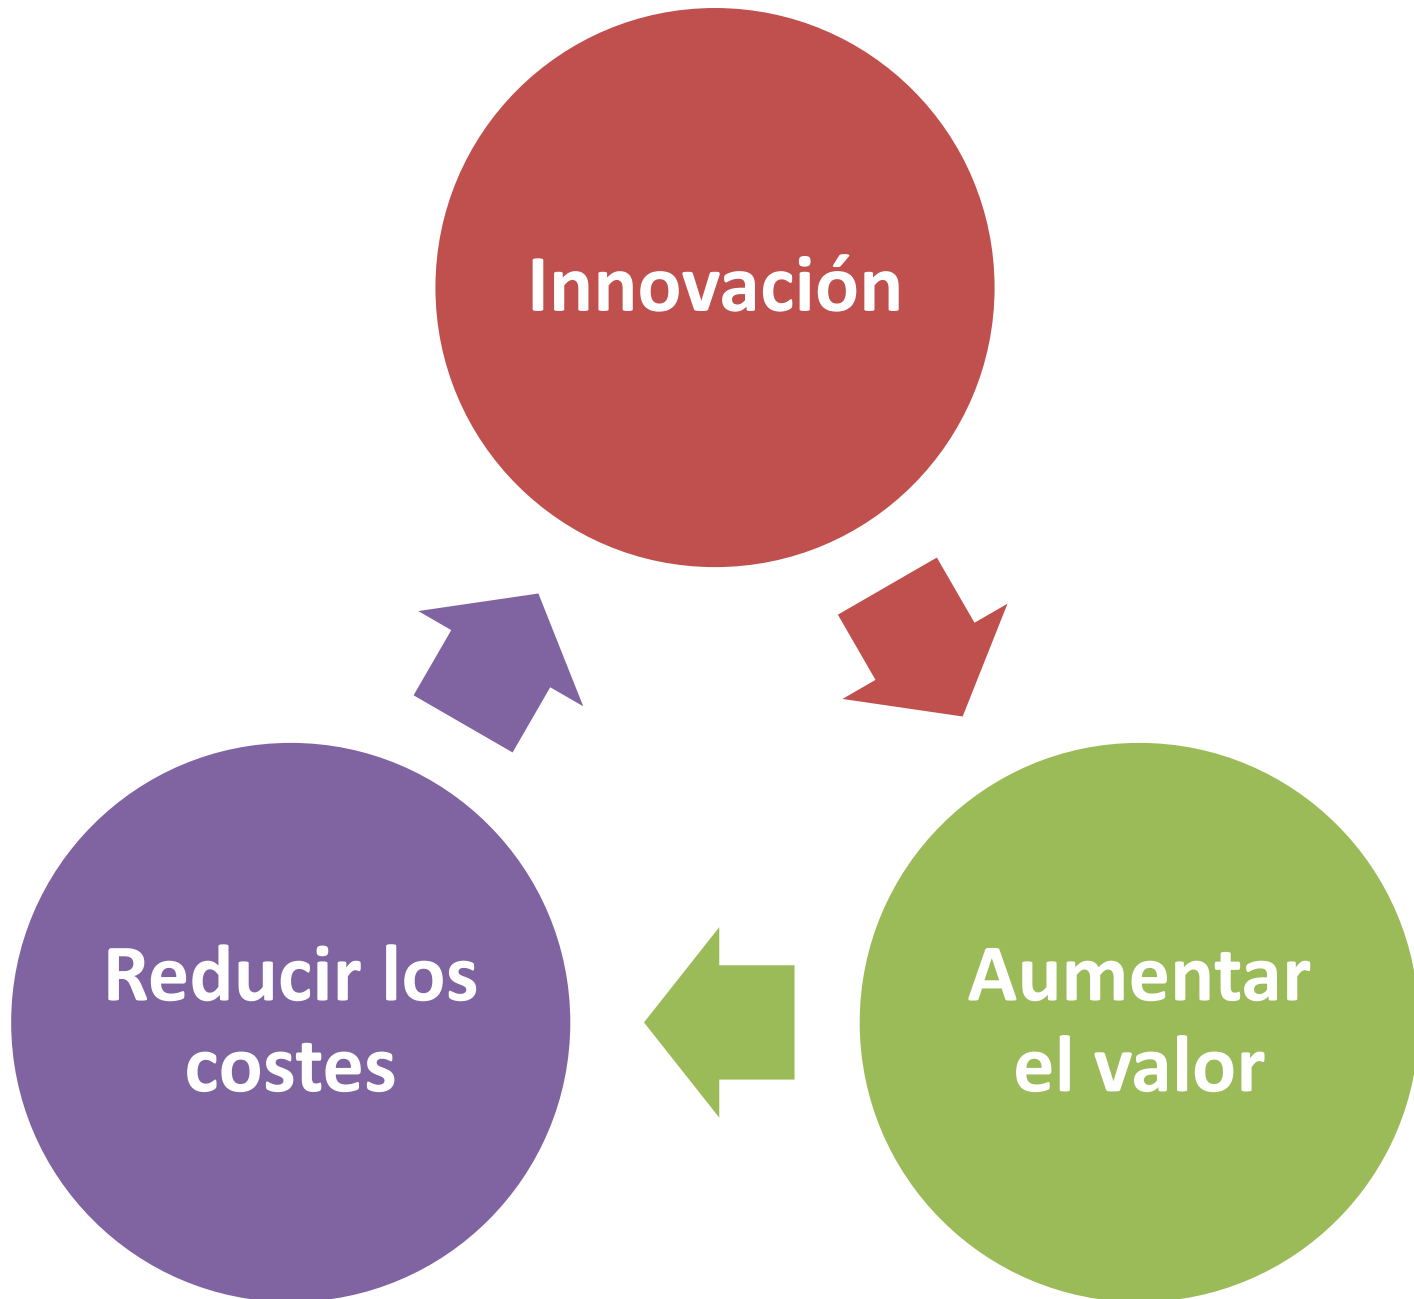 Innovación
Aumentar
el valor
Reducir los
costes